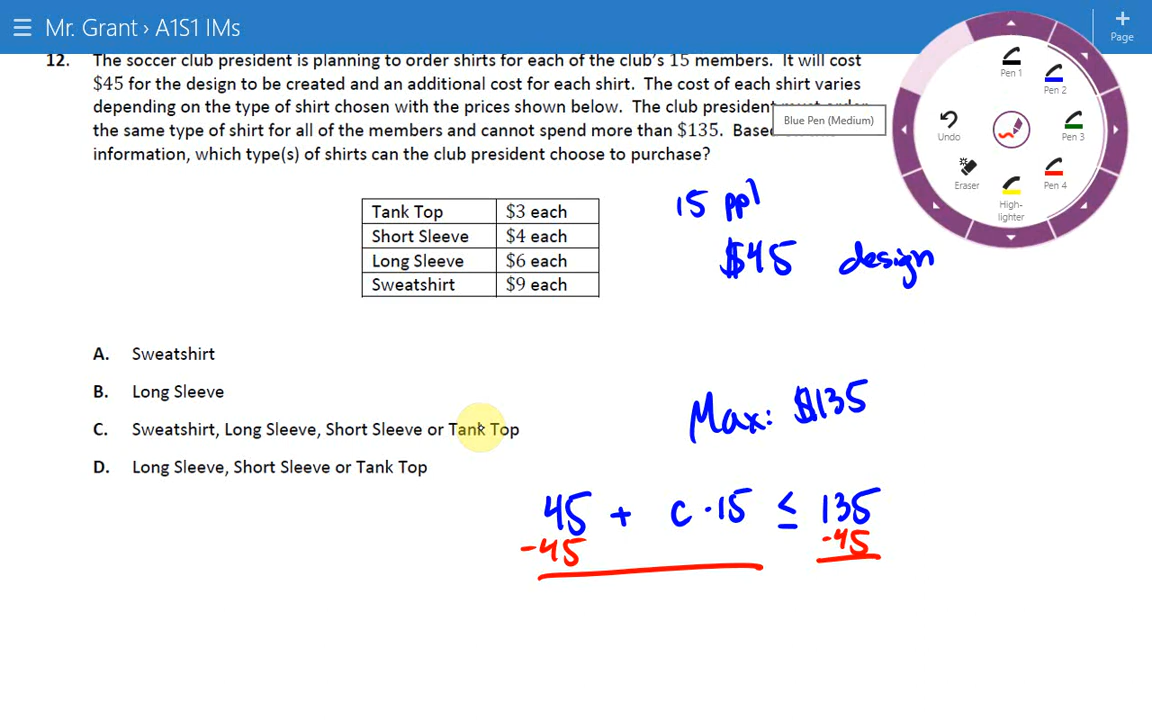 Mr. Grant › A1S1 IMs
Page
12. The soccer club president is planning to order shirts for each of the club's 15 members. It will cost
$45 for the design to be created and an additional cost for each shirt. The cost of each shirt varies
depending on the type of shirt chosen with the prices shown below. The club president
the same type of shirt for all of the members and cannot spend more than $135.
information, which type(s) of shirts can the club president choose to purchase?
Blue Pen (Medium)
Pen 1
Pen 2
Undo
Pen 3
Eraser
Pen 4
High-
lighter
Tank Top $3 each
Short Sleeve $4 each
Long Sleeve $6 each
Sweatshirt $9 each
15 ppl
$45 design
A. Sweatshirt
B. Long Sleeve
C. Sweatshirt, Long Sleeve, Short Sleeve or Tank Top
D. Long Sleeve, Short Sleeve or Tank Top
Max: $135
45 + c · 15 ≤ 135
-45 -45